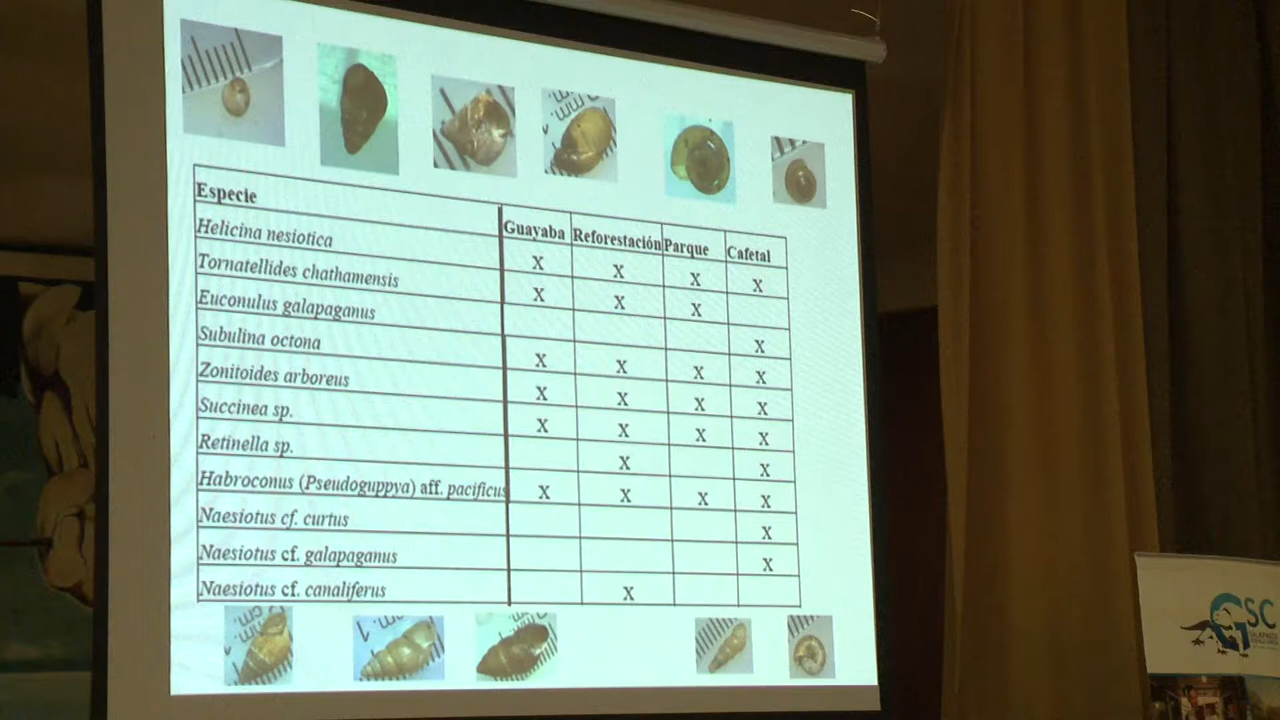 Especie Guayaba Reforestación Parque Cafetal
Helicina nesiotica X X X X
Tornatellides chathamensis X X X
Euconulus galapaganus X
Subulina octona X X X X
Zonitoides arboreus X X X X
Succinea sp. X X X X
Retinella sp. X X
Habroconus (Pseudoguppya) aff. pacificus X X X X
Naesiotus cf. curtus X
Naesiotus cf. galapaganus X
Naesiotus cf. canaliferus X
GSC